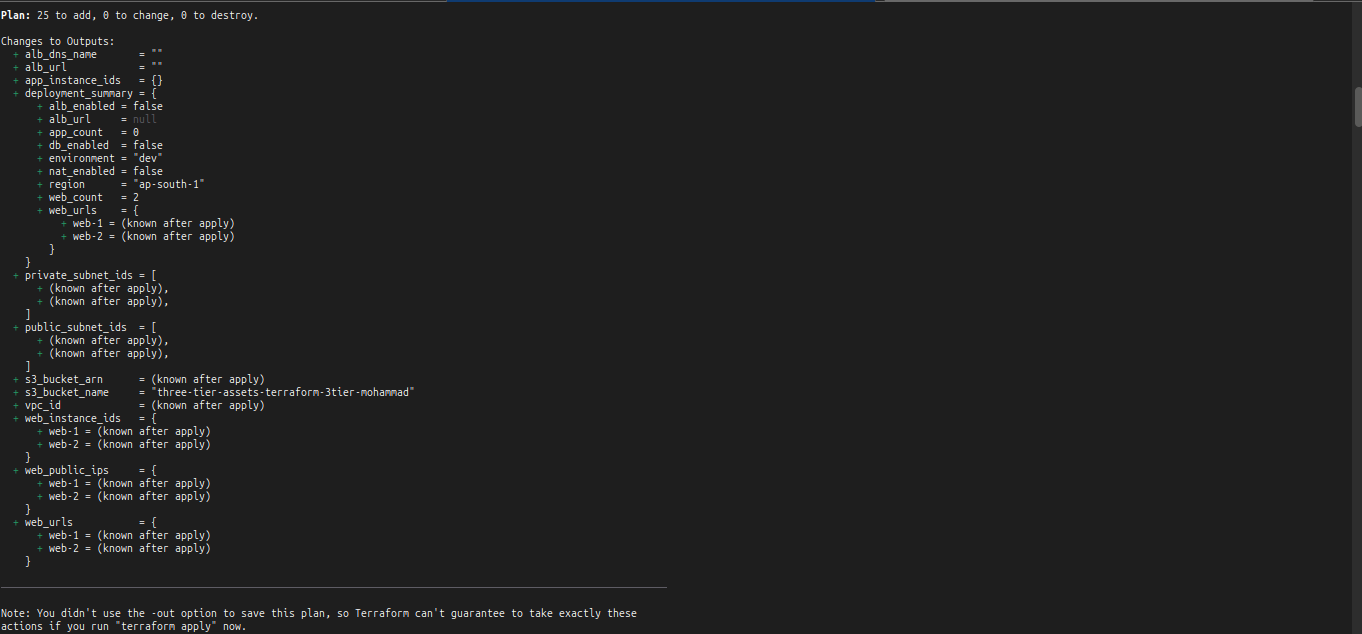 Plan: 25 to add, 0 to change, 0 to destroy.
Changes to Outputs:
  + alb_dns_name       = ""
  + alb_url            = ""
  + app_instance_ids   = {}
  + deployment_summary = {
      + alb_enabled = false
      + alb_url     = null
      + app_count   = 0
      + db_enabled  = false
      + environment = "dev"
      + nat_enabled = false
      + region      = "ap-south-1"
      + web_count   = 2
      + web_urls    = {
          + web-1 = (known after apply)
          + web-2 = (known after apply)
        }
    }
  + private_subnet_ids = [
      + (known after apply),
      + (known after apply),
    ]
  + public_subnet_ids  = [
      + (known after apply),
      + (known after apply),
    ]
  + s3_bucket_arn      = (known after apply)
  + s3_bucket_name     = "three-tier-assets-terraform-3tier-mohammad"
  + vpc_id             = (known after apply)
  + web_instance_ids   = {
      + web-1 = (known after apply)
      + web-2 = (known after apply)
    }
  + web_public_ips     = {
      + web-1 = (known after apply)
      + web-2 = (known after apply)
    }
  + web_urls           = {
      + web-1 = (known after apply)
      + web-2 = (known after apply)
    }
Note: You didn't use the -out option to save this plan, so Terraform can't guarantee to take exactly these
actions if you run "terraform apply" now.